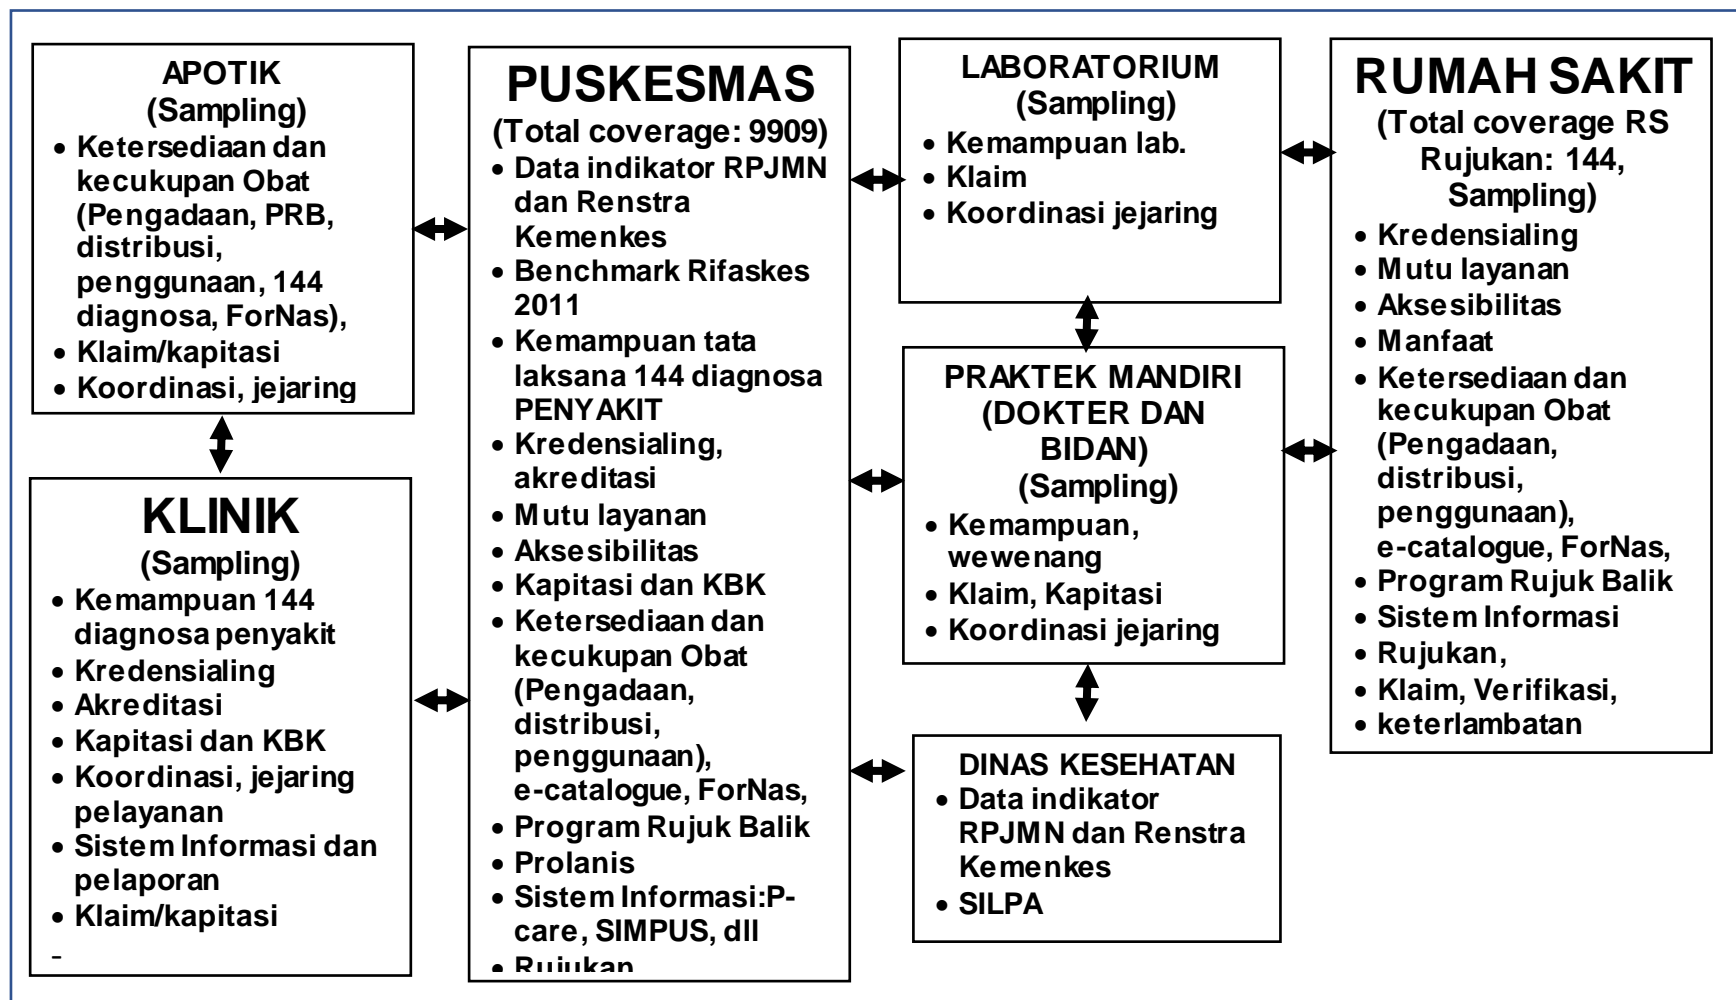 APOTIK
(Sampling)
• Ketersediaan dan
kecukupan Obat
(Pengadaan, PRB,
distribusi,
penggunaan, 144
diagnosa, ForNas),
• Klaim/kapitasi
• Koordinasi, jejaring
KLINIK
(Sampling)
• Kemampuan 144
diagnosa penyakit
• Kredensialing
• Akreditasi
• Kapitasi dan KBK
• Koordinasi, jejaring
pelayanan
• Sistem Informasi dan
pelaporan
• Klaim/kapitasi
-
PUSKESMAS
(Total coverage: 9909)
• Data indikator RPJMN
dan Renstra
Kemenkes
• Benchmark Rifaskes
2011
• Kemampuan tata
laksana 144 diagnosa
PENYAKIT
• Kredensialing,
akreditasi
• Mutu layanan
• Aksesibilitas
• Kapitasi dan KBK
• Ketersediaan dan
kecukupan Obat
(Pengadaan,
distribusi,
penggunaan),
e-catalogue, ForNas,
• Program Rujuk Balik
• Prolanis
• Sistem Informasi:P-
care, SIMPUS, dll
• Rujukan
LABORATORIUM
(Sampling)
• Kemampuan lab.
• Klaim
• Koordinasi jejaring
PRAKTEK MANDIRI
(DOKTER DAN
BIDAN)
(Sampling)
• Kemampuan,
wewenang
• Klaim, Kapitasi
• Koordinasi jejaring
DINAS KESEHATAN
• Data indikator
RPJMN dan Renstra
Kemenkes
• SILPA
RUMAH SAKIT
(Total coverage RS
Rujukan: 144,
Sampling)
• Kredensialing
• Mutu layanan
• Aksesibilitas
• Manfaat
• Ketersediaan dan
kecukupan Obat
(Pengadaan,
distribusi,
penggunaan),
e-catalogue, ForNas,
• Program Rujuk Balik
• Sistem Informasi
• Rujukan,
• Klaim, Verifikasi,
• keterlambatan